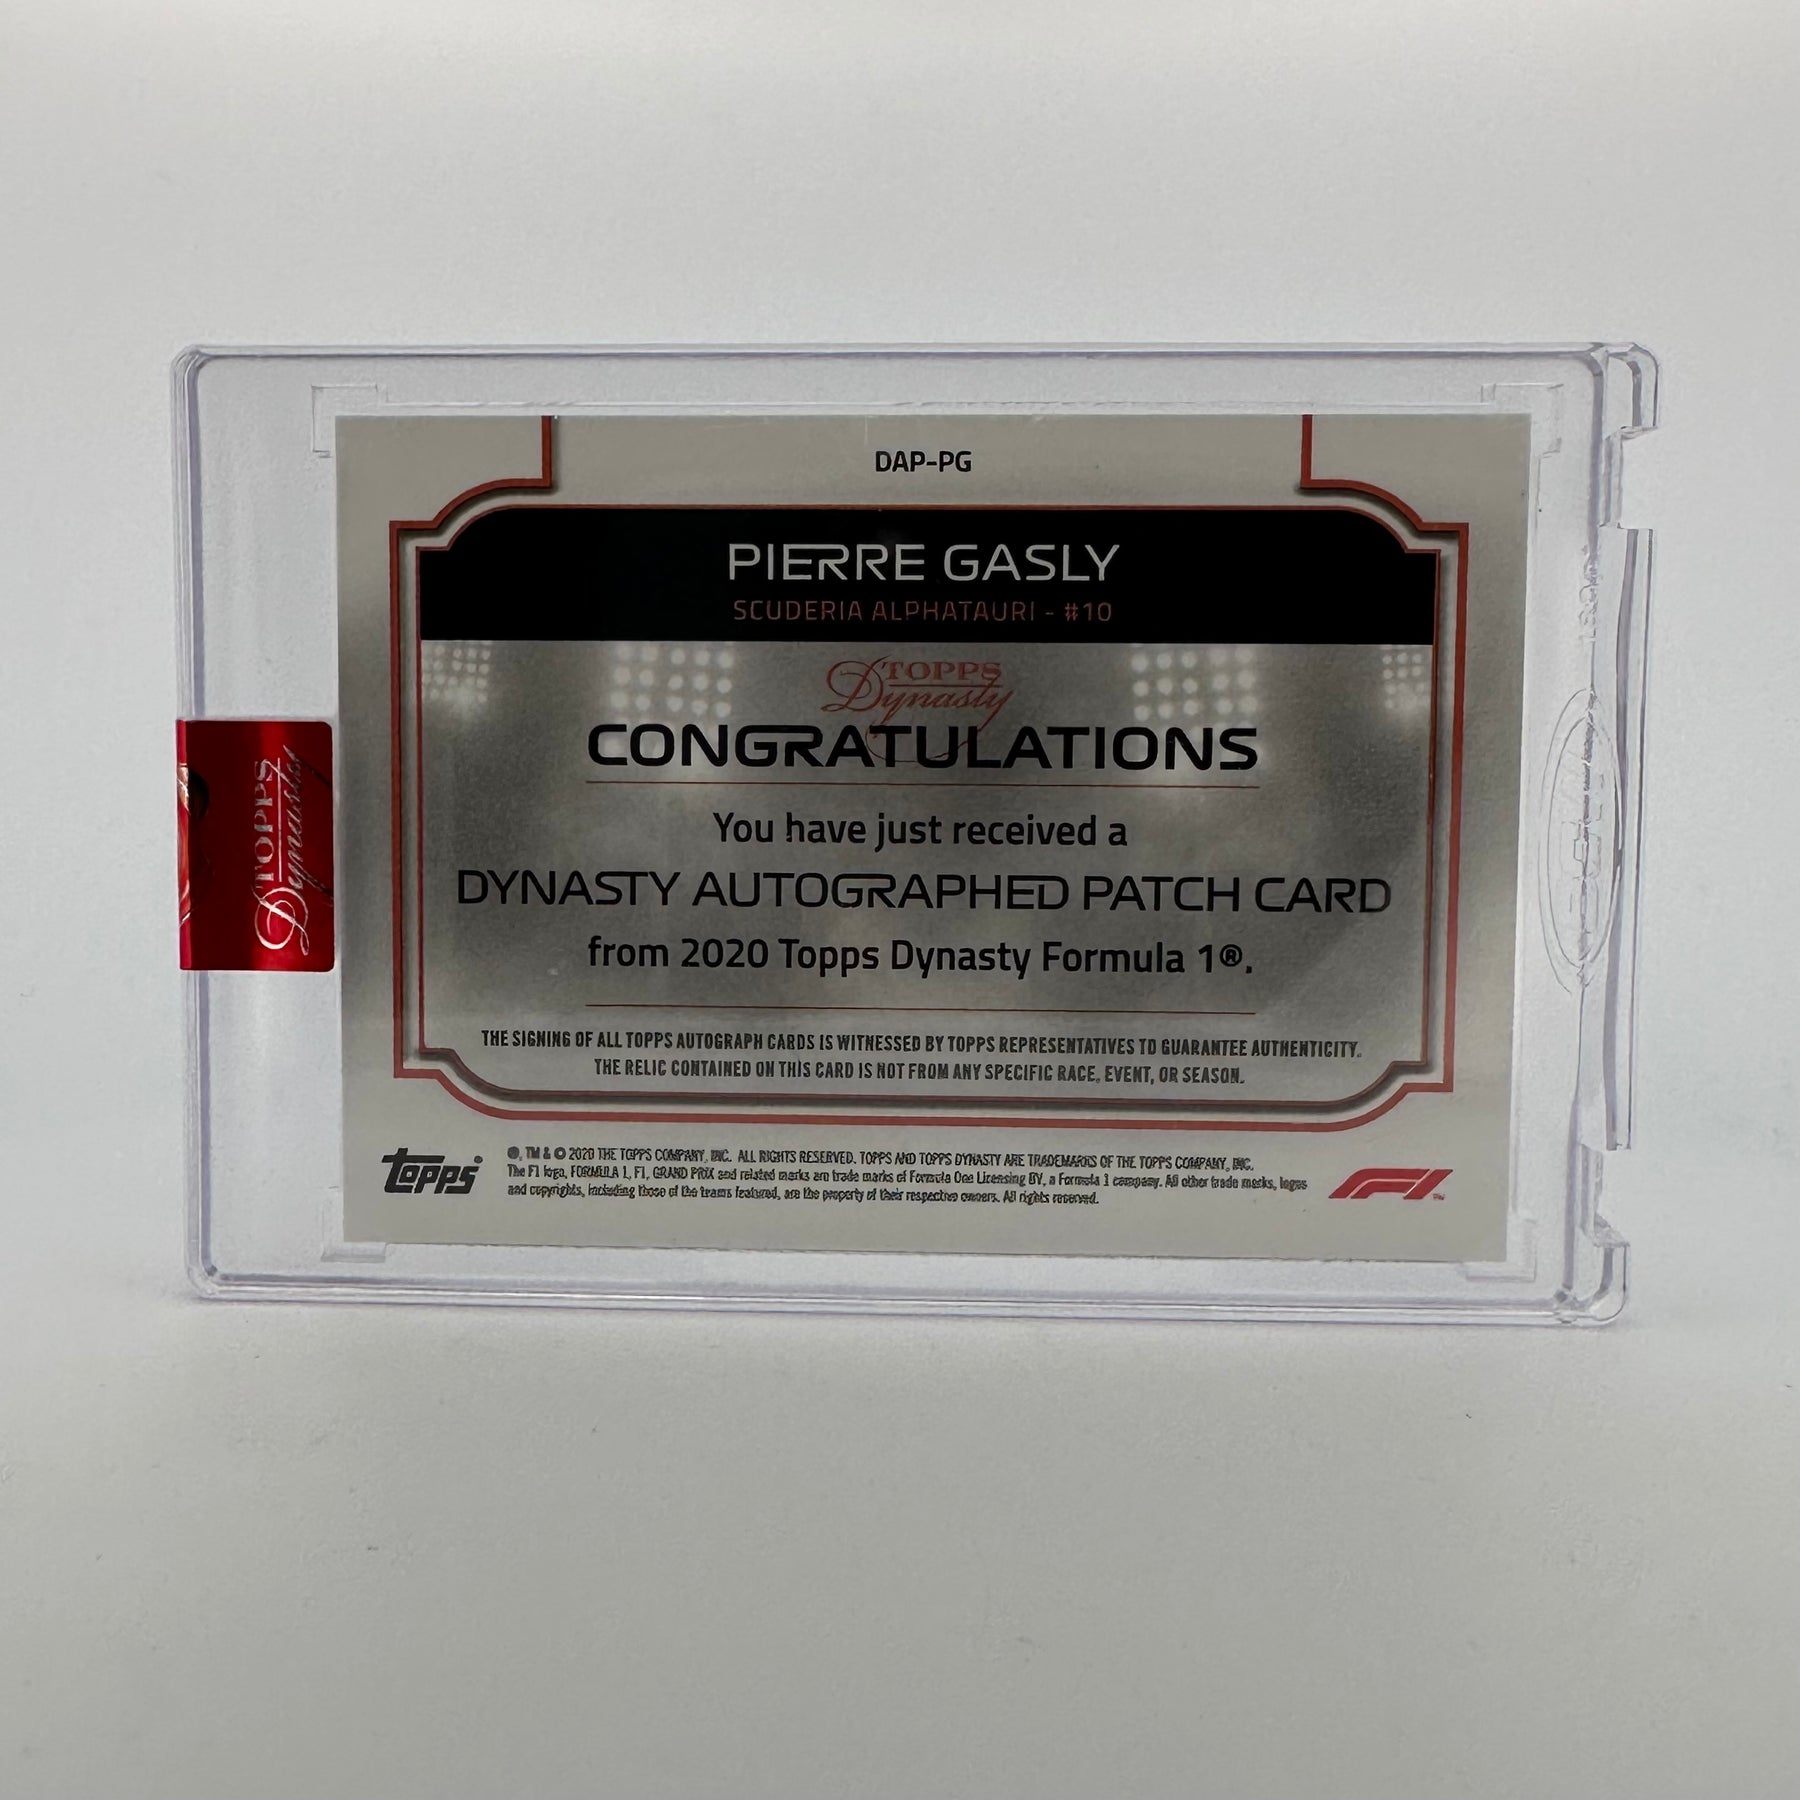 DAP-PG
PIERRE GASLY
SCUDERIA ALPHATAURI - #10
TOPPS
Dynasty
CONGRATULATIONS
You have just received a
DYNASTY AUTOGRAPHED PATCH CARD
from 2020 Topps Dynasty Formula 1®.
THE SIGNING OF ALL TOPPS AUTOGRAPH CARDS IS WITNESSED BY TOPPS REPRESENTATIVES TO GUARANTEE AUTHENTICITY.
THE RELIC CONTAINED ON THIS CARD IS NOT FROM ANY SPECIFIC RACE, EVENT, OR SEASON.
topps®
®, TM & © 2020 THE TOPPS COMPANY, INC. ALL RIGHTS RESERVED. TOPPS AND TOPPS DYNASTY ARE TRADEMARKS OF THE TOPPS COMPANY, INC.
The F1 logo, FORMULA 1, F1, GRAND PRIX and related marks are trade marks of Formula One Licensing BV, a Formula 1 company. All other trade marks, logos
and copyrights, including those of the teams featured, are the property of their respective owners. All rights reserved.
F1
TOPPS
Dynasty